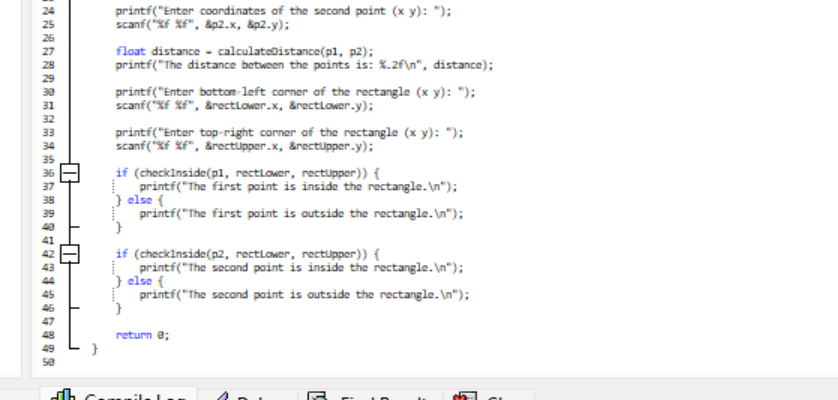 24 printf("Enter coordinates of the second point (x y): ");
25 scanf("%f %f", &p2.x, &p2.y);
26
27 float distance = calculateDistance(p1, p2);
28 printf("The distance between the points is: %.2f\n", distance);
29
30 printf("Enter bottom-left corner of the rectangle (x y): ");
31 scanf("%f %f", &rectLower.x, &rectLower.y);
32
33 printf("Enter top-right corner of the rectangle (x y): ");
34 scanf("%f %f", &rectUpper.x, &rectUpper.y);
35
36 if (checkInside(p1, rectLower, rectUpper)) {
37 printf("The first point is inside the rectangle.\n");
38 } else {
39 printf("The first point is outside the rectangle.\n");
40 }
41
42 if (checkInside(p2, rectLower, rectUpper)) {
43 printf("The second point is inside the rectangle.\n");
44 } else {
45 printf("The second point is outside the rectangle.\n");
46 }
47
48 return 0;
49 }
50
Compile Log